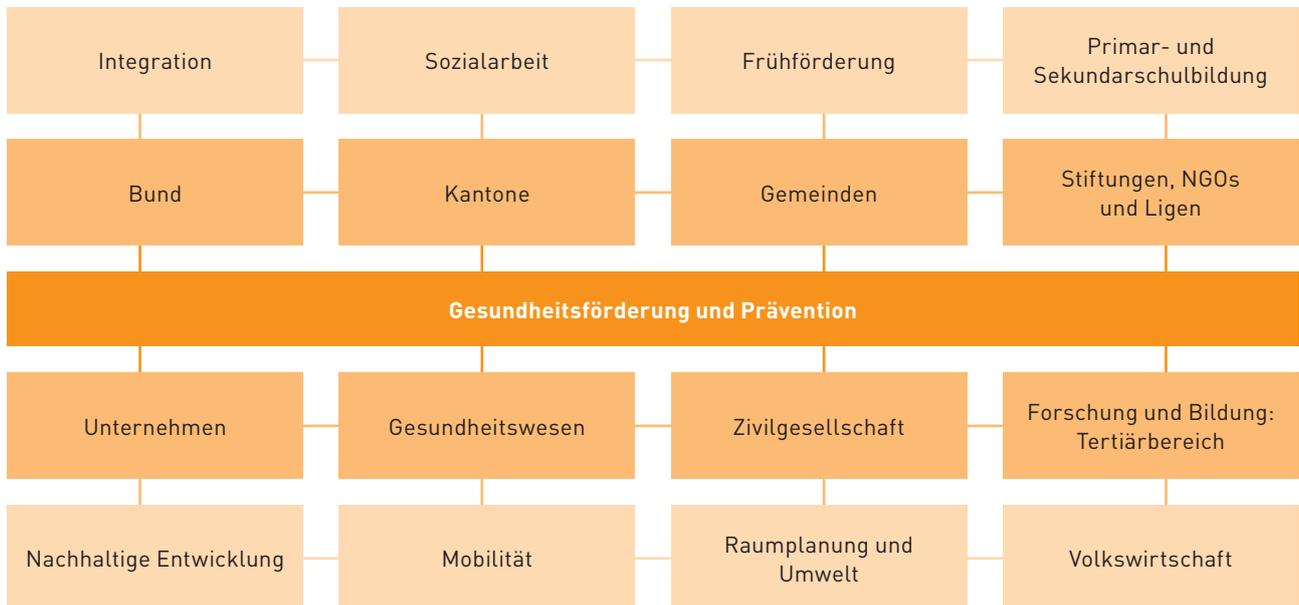 Integration
Sozialarbeit
Frühförderung
Primar- und
Sekundarschulbildung
Bund
Kantone
Gemeinden
Stiftungen, NGOs
und Ligen
Gesundheitsförderung und Prävention
Unternehmen
Gesundheitswesen
Zivilgesellschaft
Forschung und Bildung:
Tertiärbereich
Nachhaltige Entwicklung
Mobilität
Raumplanung und
Umwelt
Volkswirtschaft